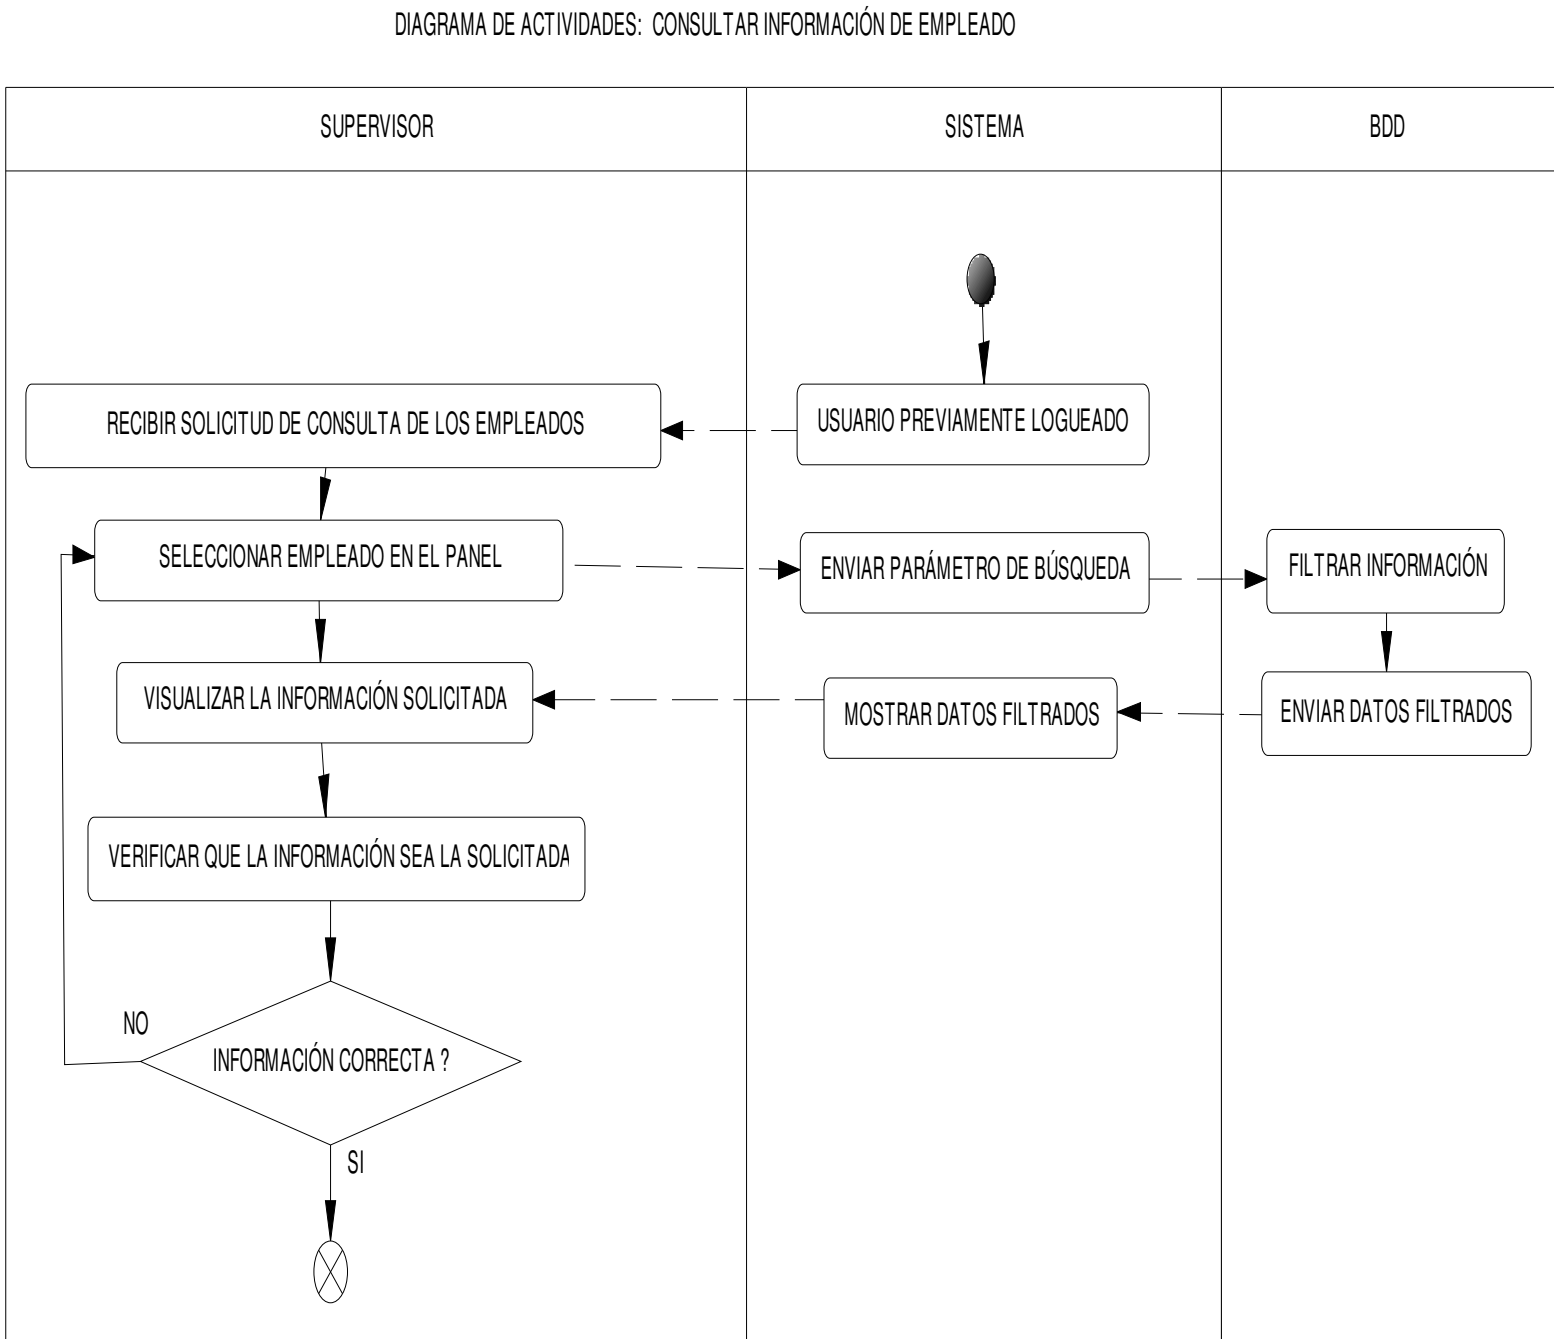 DIAGRAMA DE ACTIVIDADES: CONSULTAR INFORMACIÓN DE EMPLEADO
SUPERVISOR
SISTEMA
BDD
RECIBIR SOLICITUD DE CONSULTA DE LOS EMPLEADOS
USUARIO PREVIAMENTE LOGUEADO
SELECCIONAR EMPLEADO EN EL PANEL
ENVIAR PARÁMETRO DE BÚSQUEDA
FILTRAR INFORMACIÓN
VISUALIZAR LA INFORMACIÓN SOLICITADA
MOSTRAR DATOS FILTRADOS
ENVIAR DATOS FILTRADOS
VERIFICAR QUE LA INFORMACIÓN SEA LA SOLICITADA
NO
INFORMACIÓN CORRECTA ?
SI